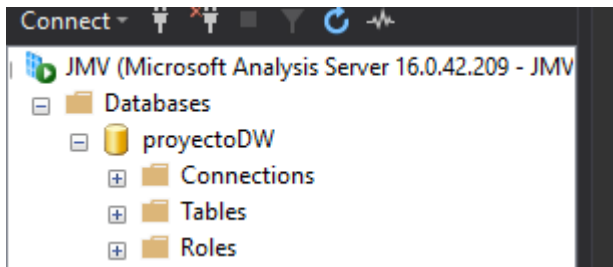 Connect
JMV (Microsoft Analysis Server 16.0.42.209 - JMV
Databases
proyectoDW
Connections
Tables
Roles